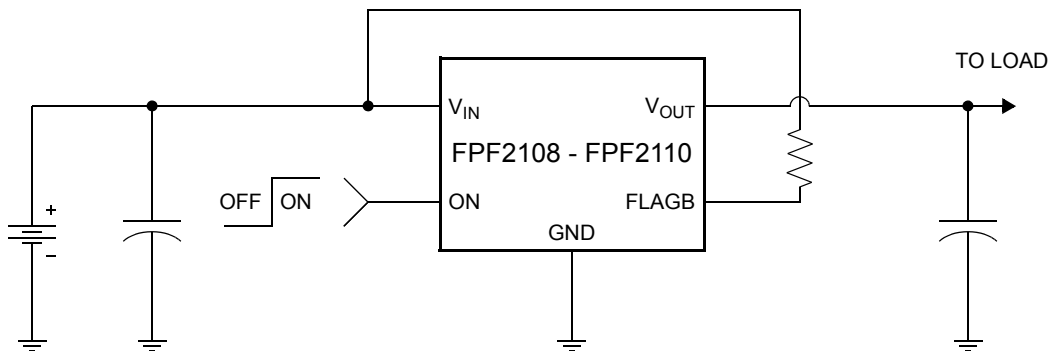 TO LOAD
VIN
VOUT
FPF2108 - FPF2110
OFF
ON
ON
FLAGB
GND
+
–